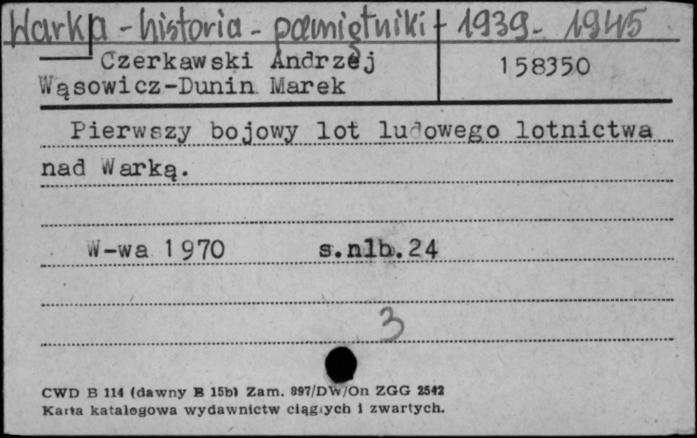 Warka - historia - pamiętniki - 1939 - 1945
Czerkawski Andrzej
158350
Wąsowicz-Dunin Marek
Pierwszy bojowy lot ludowego lotnictwa
nad Warką.
W-wa 1970 s.nlb.24
3
CWD B 114 (dawny B 15b) Zam. 997/DW/On ZGG 2542
Karta katalogowa wydawnictw ciągłych i zwartych.